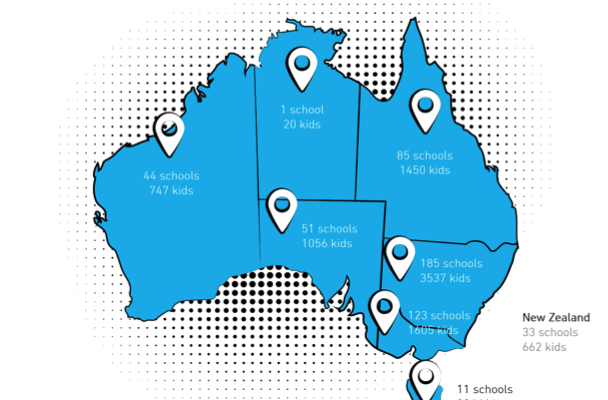 1 school
20 kids
85 schools
1450 kids
44 schools
747 kids
51 schools
1056 kids
185 schools
3537 kids
123 schools
1605 kids
New Zealand
33 schools
662 kids
11 schools